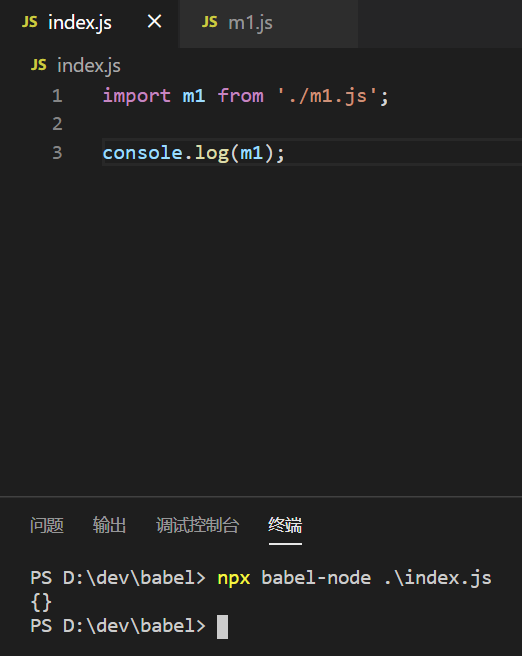 JS index.js × JS m1.js
JS index.js
1 import m1 from './m1.js';
2
3 console.log(m1);
问题 输出 调试控制台 终端
PS D:\dev\babel> npx babel-node .\index.js
{}
PS D:\dev\babel>